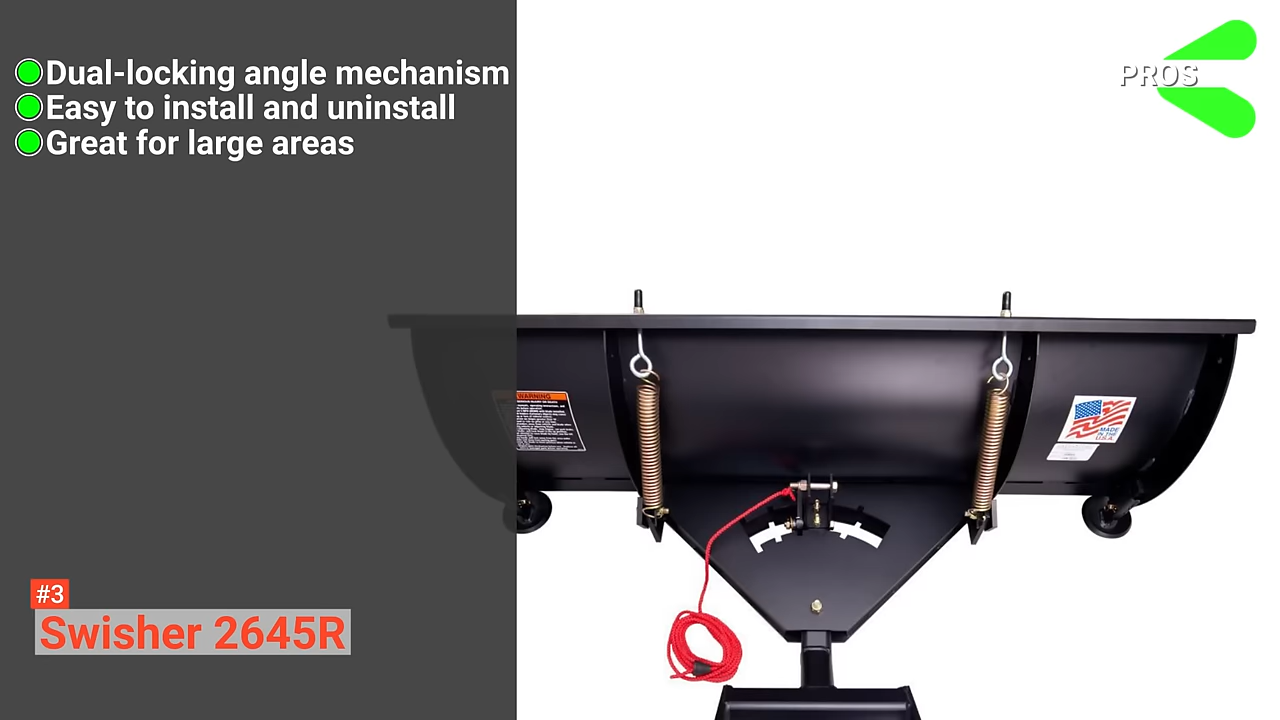 Dual-locking angle mechanism
Easy to install and uninstall
Great for large areas
PROS
WARNING
MADE
IN THE
U.S.A.
#3
Swisher 2645R